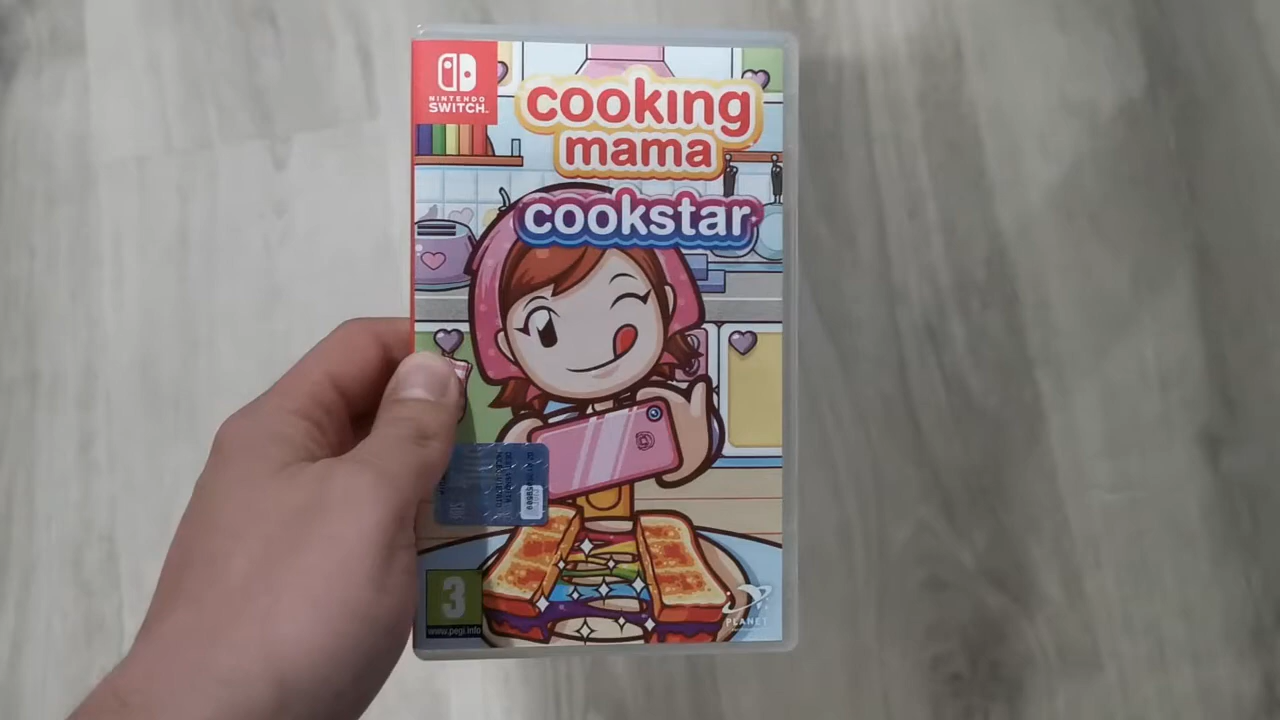 NINTENDO
SWITCH
cooking
mama
cookstar
3
www.pegi.info
PLANET